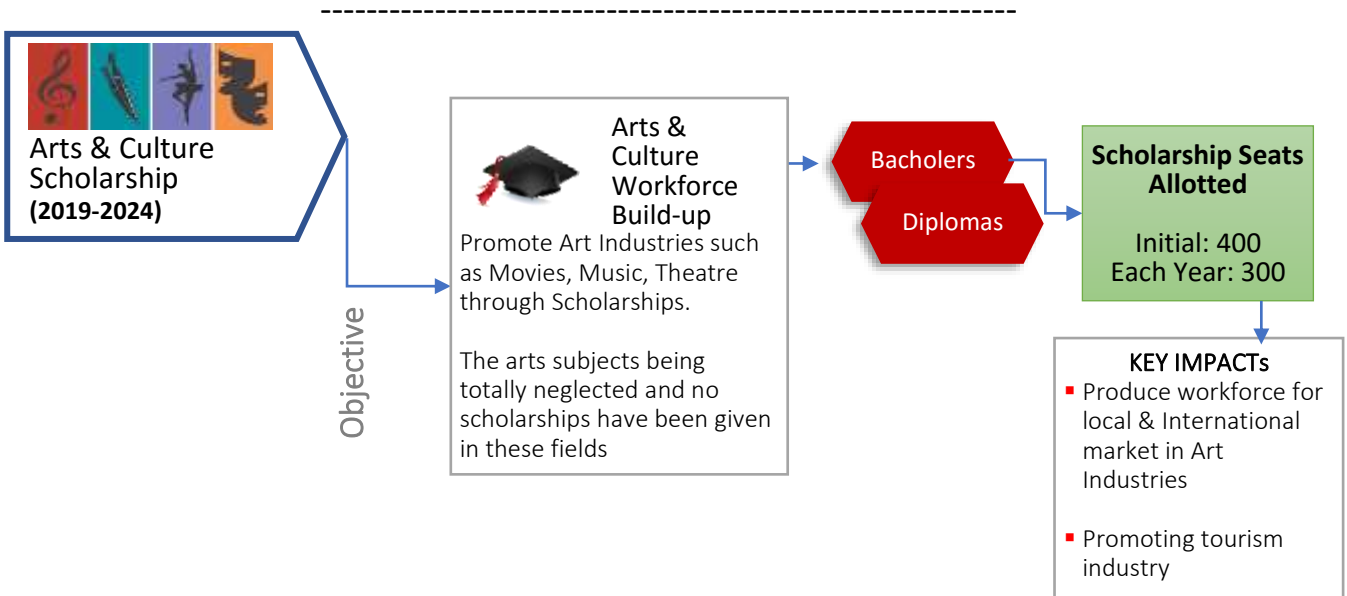 Arts & Culture
Scholarship
(2019-2024)
Objective
Arts &
Culture
Workforce
Build-up
Promote Art Industries such
as Movies, Music, Theatre
through Scholarships.
The arts subjects being
totally neglected and no
scholarships have been given
in these fields
Bacholers
Diplomas
Scholarship Seats
Allotted
Initial: 400
Each Year: 300
KEY IMPACTs
▪ Produce workforce for
local & International
market in Art
Industries
▪ Promoting tourism
industry